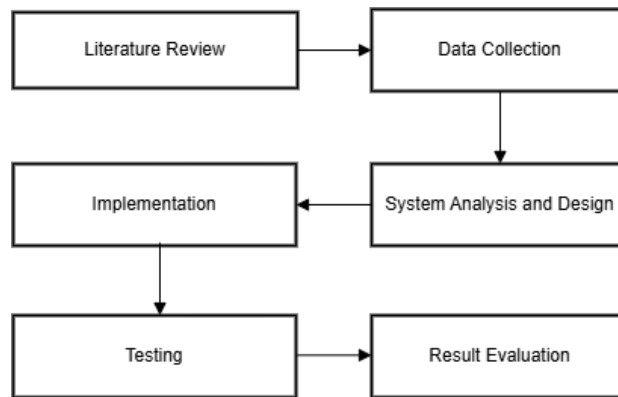 Literature Review
Data Collection
System Analysis and Design
Implementation
Testing
Result Evaluation